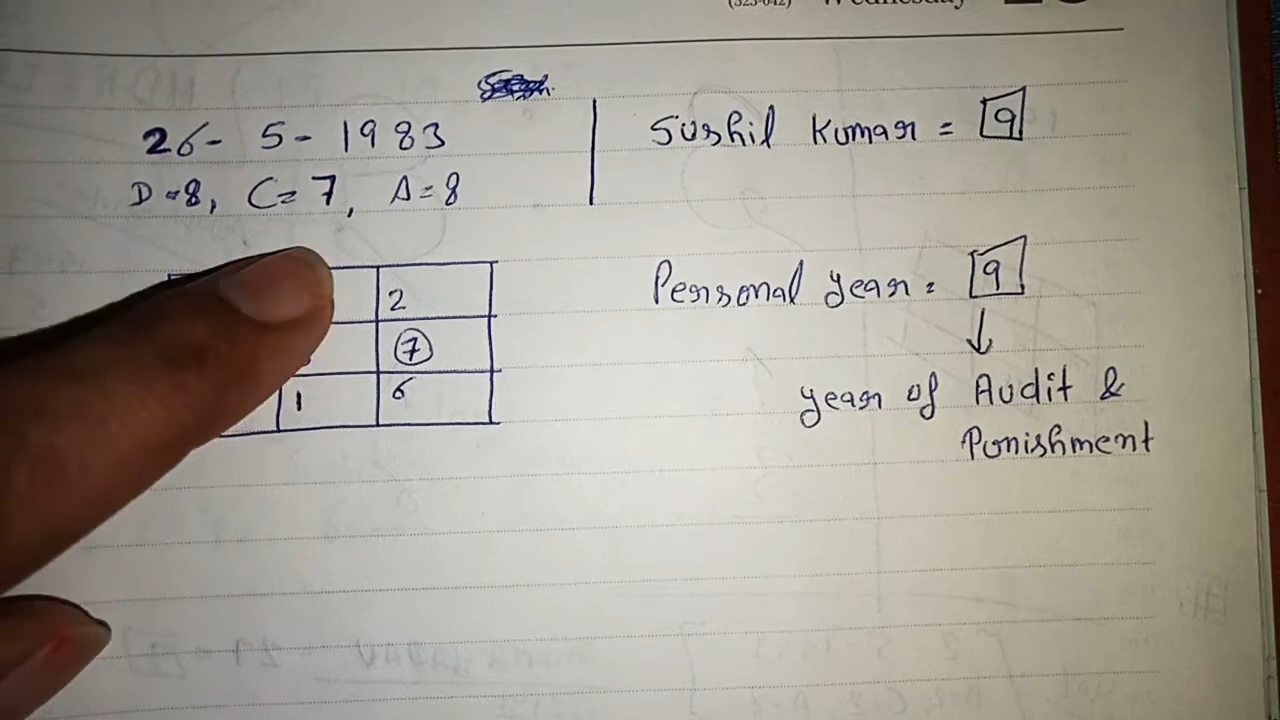 Wednesday
26- 5- 1983
D=8, C=7, A=8
Sushil Kumar = 9
2
7
1 6
Personal year = 9
↓
year of Audit &
Punishment